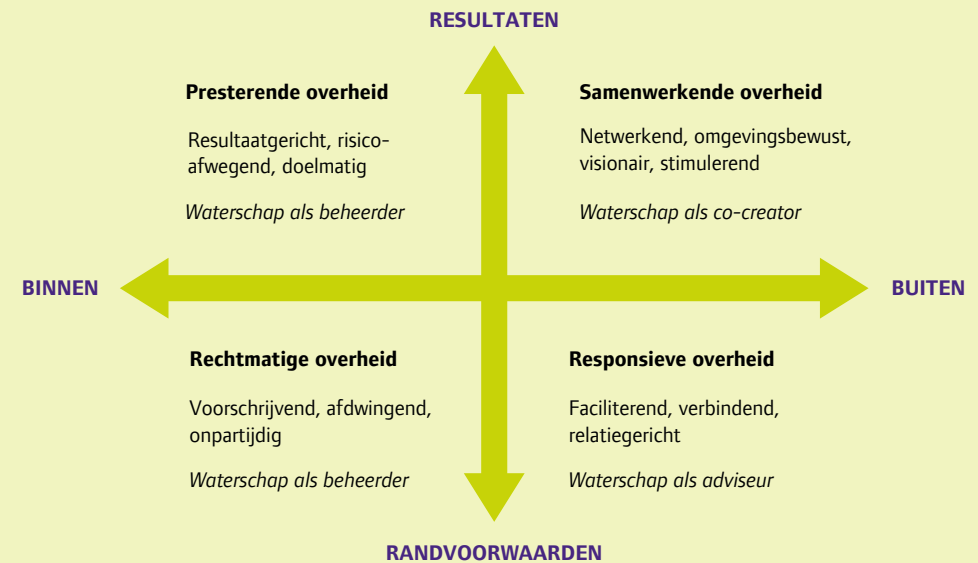 RESULTATEN
Presterende overheid
Resultaatgericht, risico-
afwegend, doelmatig
Waterschap als beheerder
Samenwerkende overheid
Netwerkend, omgevingsbewust,
visionair, stimulerend
Waterschap als co-creator
BINNEN
BUITEN
Rechtmatige overheid
Voorschrijvend, afdwingend,
onpartijdig
Waterschap als beheerder
Responsieve overheid
Faciliterend, verbindend,
relatiegericht
Waterschap als adviseur
RANDVOORWAARDEN